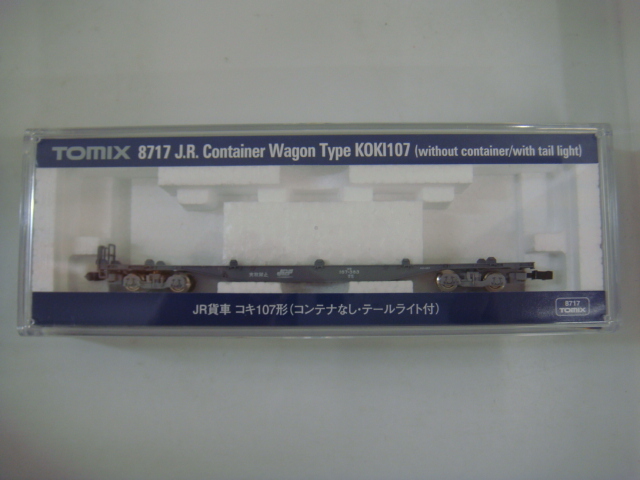 TOMIX 8717 J.R. Container Wagon Type KOKI107 (without container/with tail light)
JR貨車 コキ107形(コンテナなし・テールライト付)
8717
TOMIX